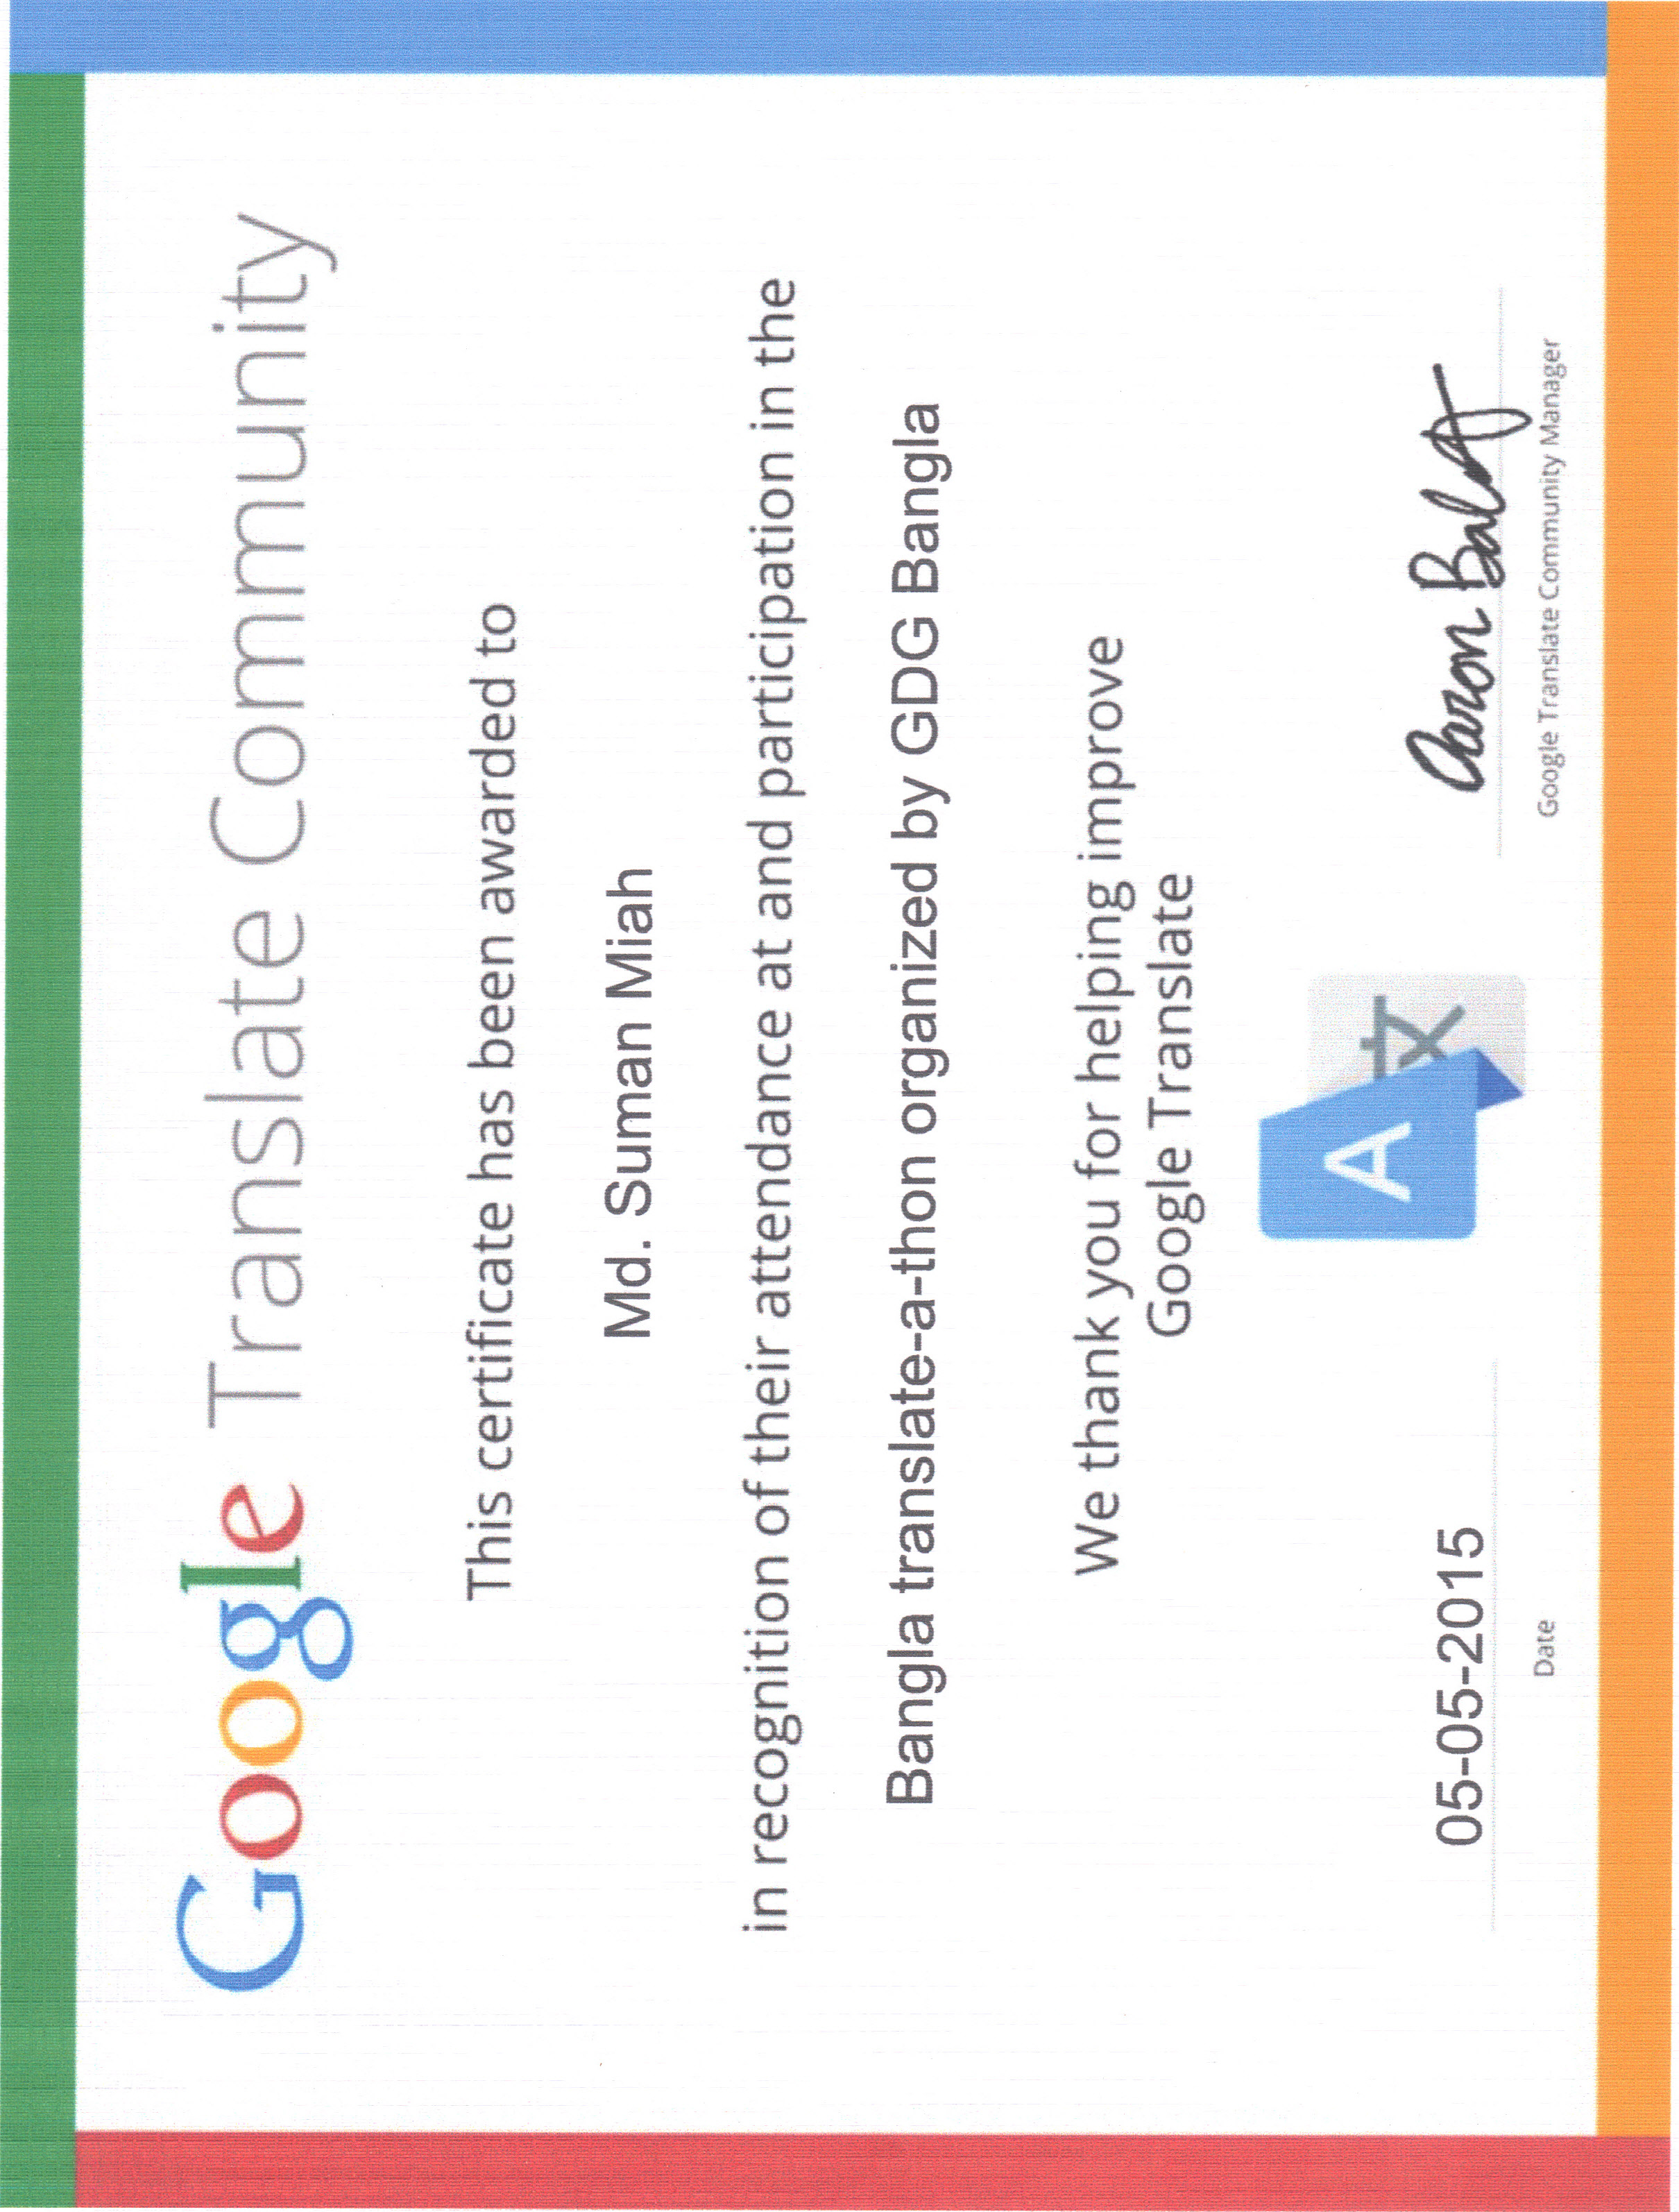 Google Translate Community
This certificate has been awarded to
Md. Suman Miah
in recognition of their attendance at and participation in the
Bangla translate-a-thon organized by GDG Bangla
We thank you for helping improve
Google Translate
A文
05-05-2015
Aaron
Date
Google Translate Community Manager